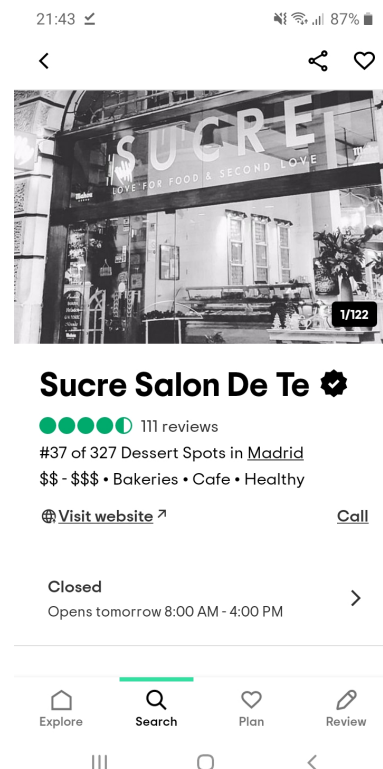 21:43
87%
SUCRE
LOVE FOR FOOD & SECOND LOVE
Mahou
Mahou
1/122
Sucre Salon De Te
111 reviews
#37 of 327 Dessert Spots in Madrid
$$ - $$$ • Bakeries • Cafe • Healthy
Visit website Call
Closed
Opens tomorrow 8:00 AM - 4:00 PM
Explore Search Plan Review